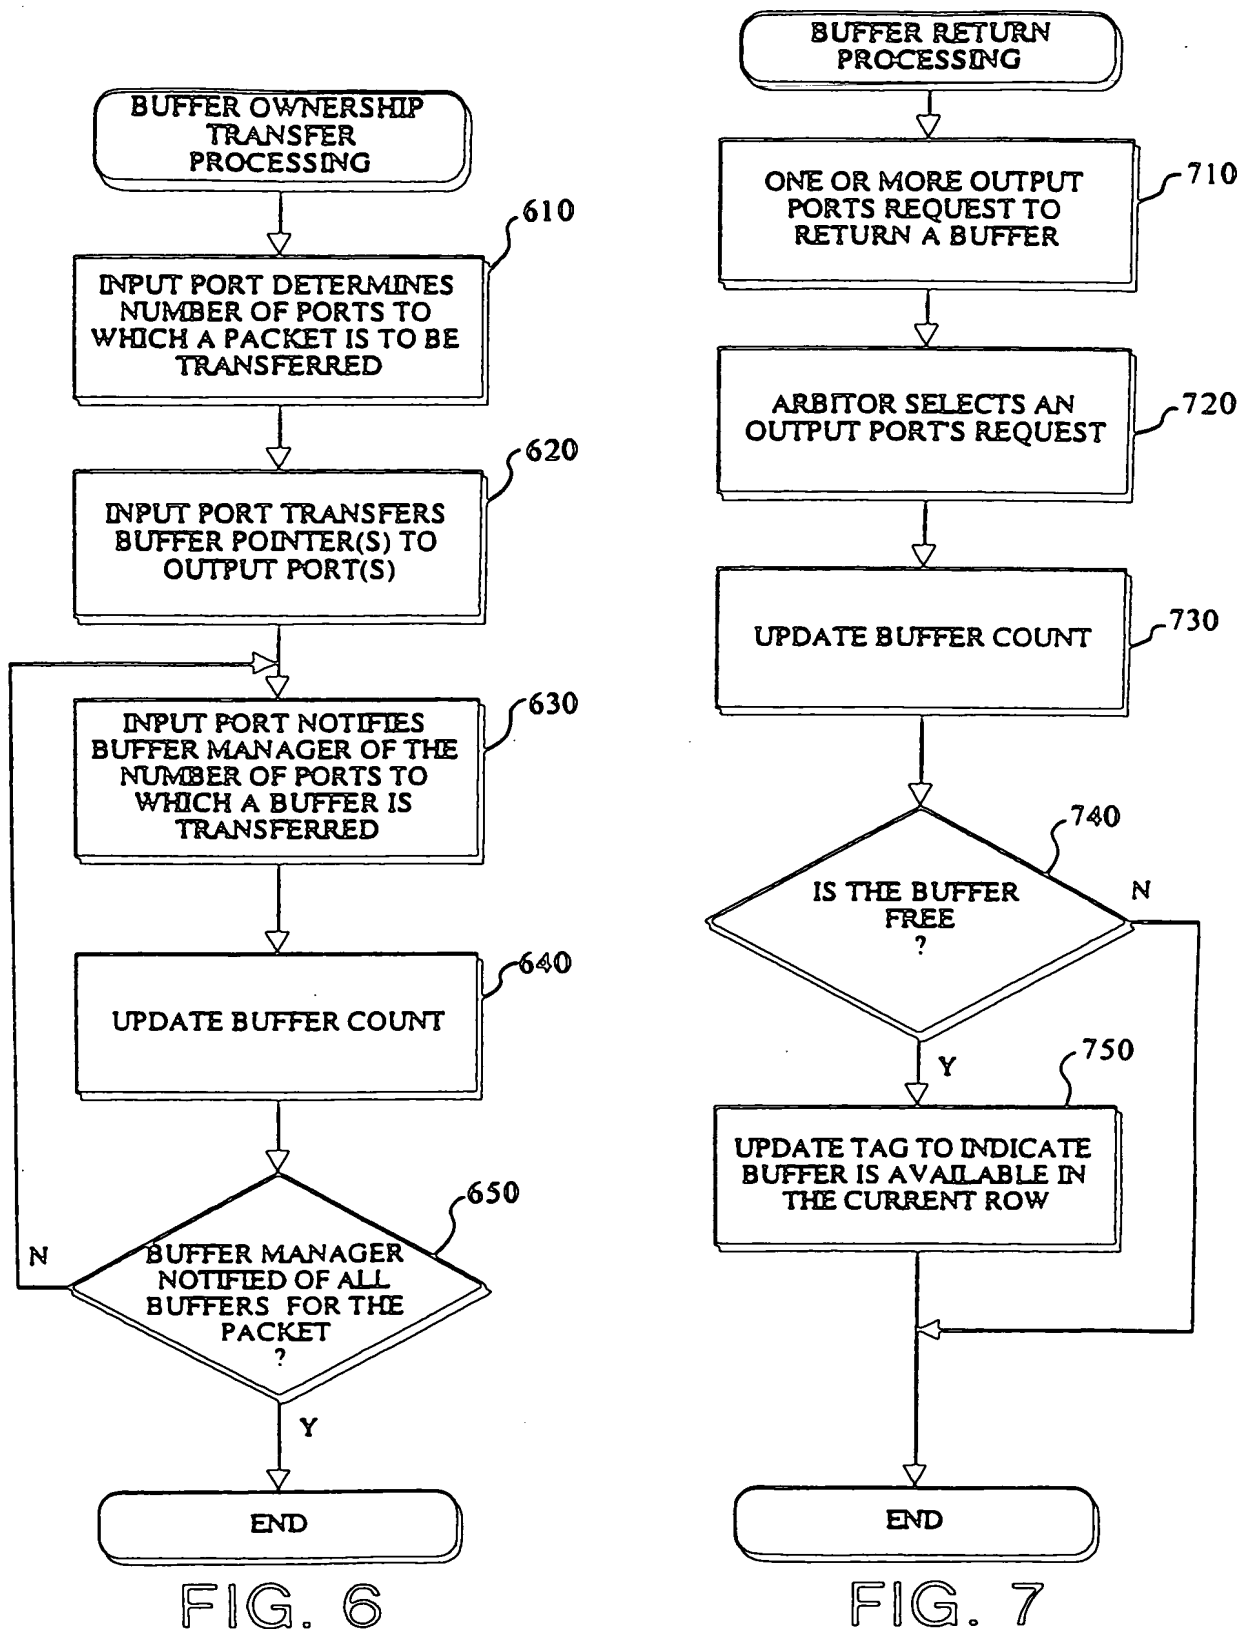 BUFFER OWNERSHIP
TRANSFER
PROCESSING
610
INPUT PORT DETERMINES
NUMBER OF PORTS TO
WHICH A PACKET IS TO BE
TRANSFERRED
620
INPUT PORT TRANSFERS
BUFFER POINTER(S) TO
OUTPUT PORT(S)
630
INPUT PORT NOTIFIES
BUFFER MANAGER OF THE
NUMBER OF PORTS TO
WHICH A BUFFER IS
TRANSFERRED
640
UPDATE BUFFER COUNT
650
N
BUFFER MANAGER
NOTIFIED OF ALL
BUFFERS FOR THE
PACKET
?
Y
END
FIG. 6
BUFFER RETURN
PROCESSING
710
ONE OR MORE OUTPUT
PORTS REQUEST TO
RETURN A BUFFER
720
ARBITOR SELECTS AN
OUTPUT PORT'S REQUEST
730
UPDATE BUFFER COUNT
740
IS THE BUFFER
FREE
?
N
Y
750
UPDATE TAG TO INDICATE
BUFFER IS AVAILABLE IN
THE CURRENT ROW
END
FIG. 7